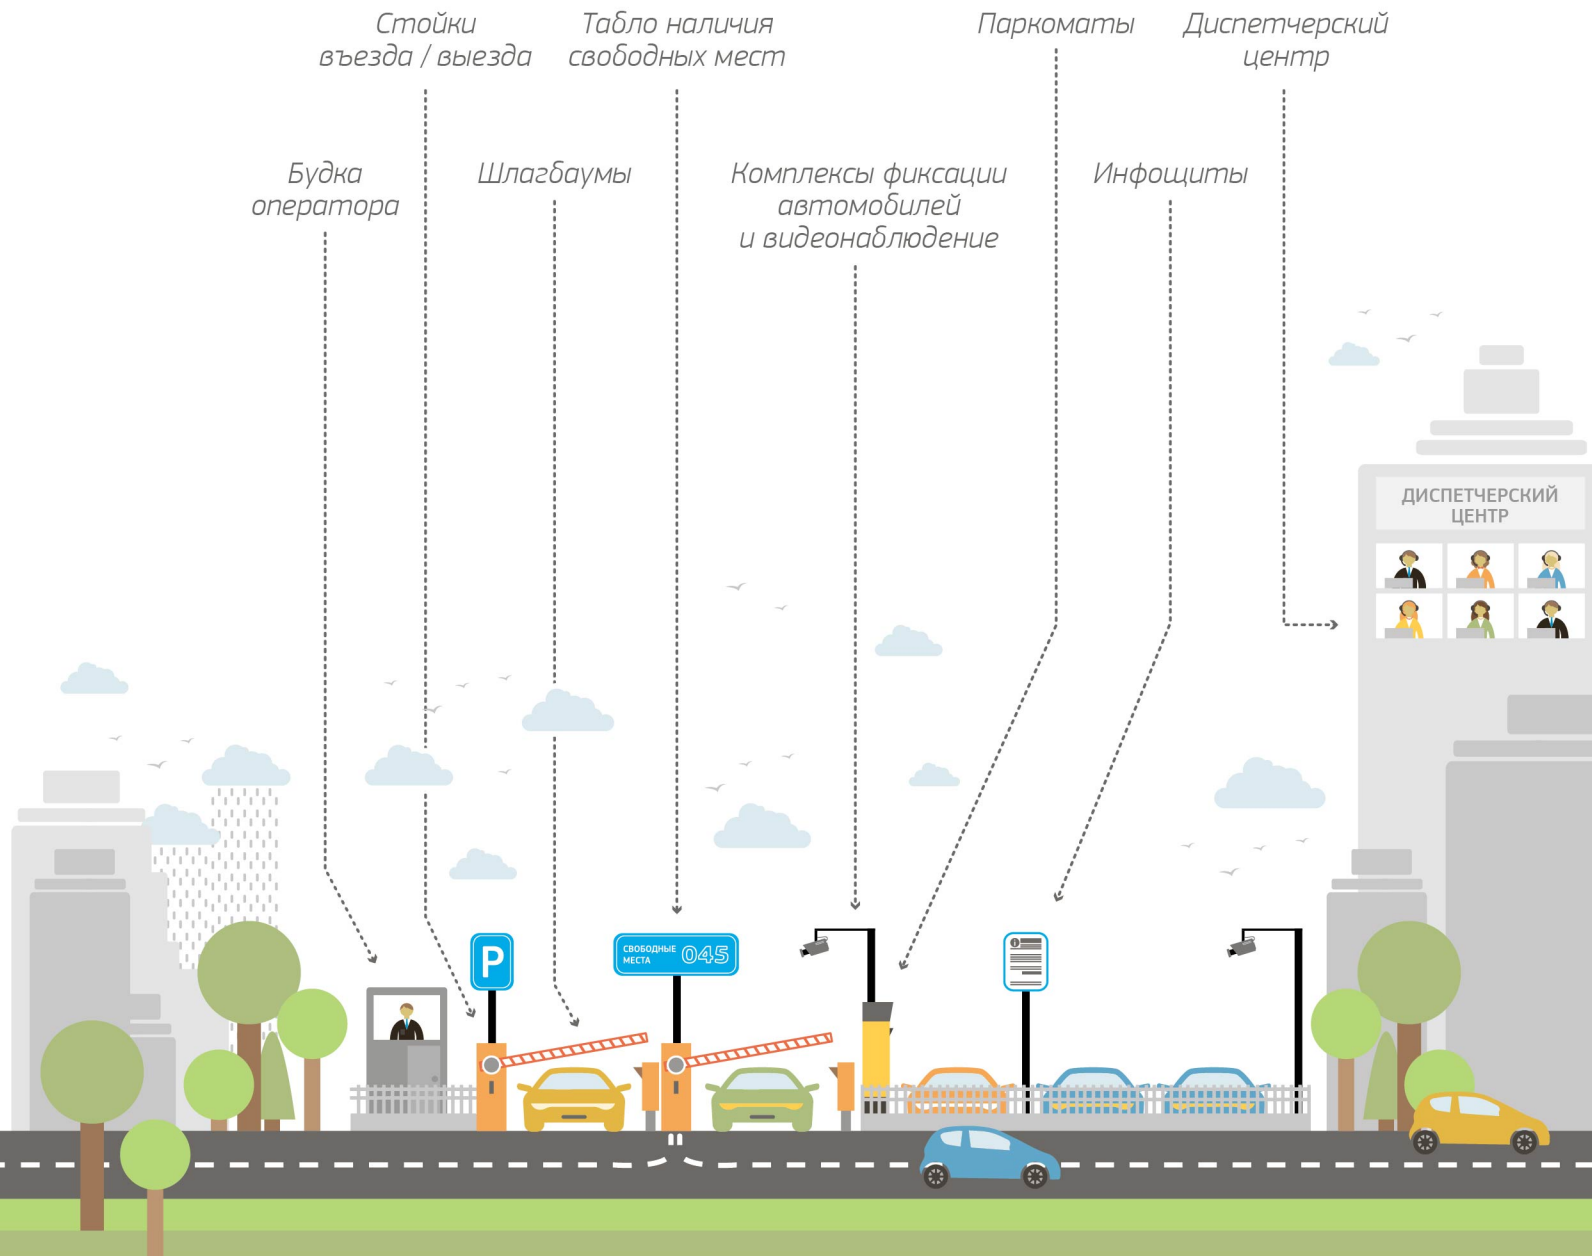 Стойки
въезда / выезда
Табло наличия
свободных мест
Паркоматы
Диспетчерский
центр
Будка
оператора
Шлагбаумы
Комплексы фиксации
автомобилей
и видеонаблюдение
Инфощиты
ДИСПЕТЧЕРСКИЙ
ЦЕНТР
P
СВОБОДНЫЕ
МЕСТА
045